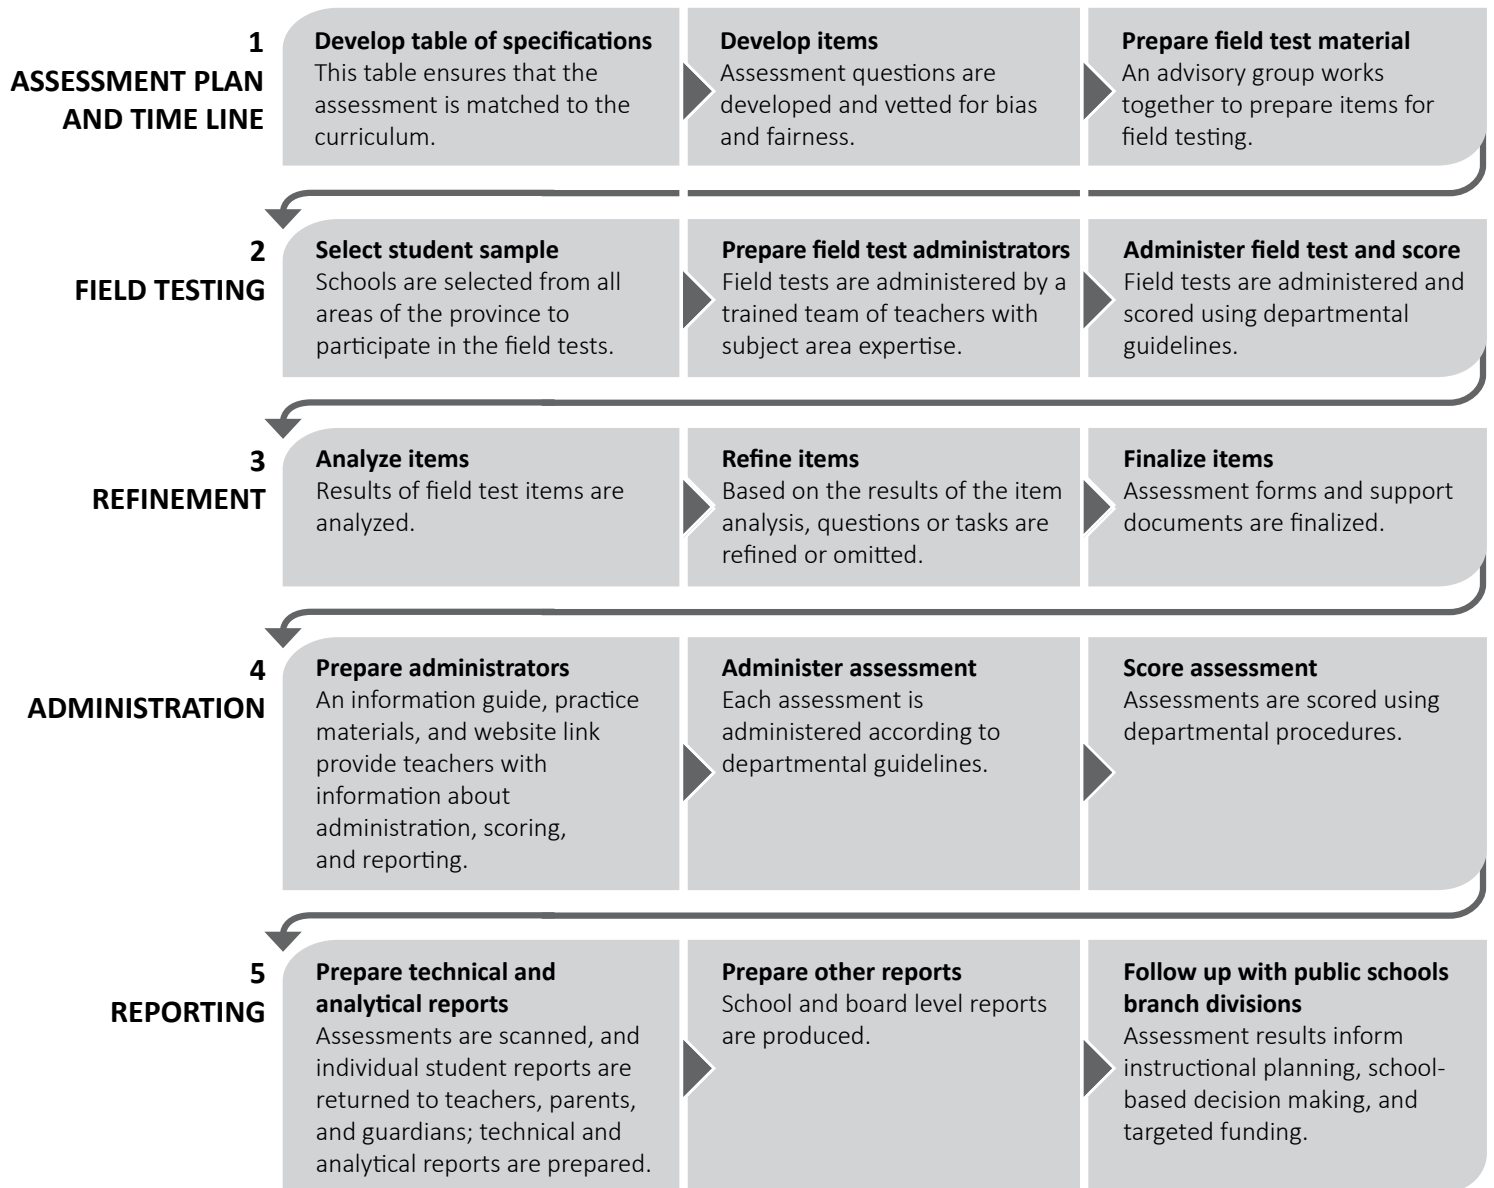 1
ASSESSMENT PLAN
AND TIME LINE
Develop table of specifications
This table ensures that the
assessment is matched to the
curriculum.
Develop items
Assessment questions are
developed and vetted for bias
and fairness.
Prepare field test material
An advisory group works
together to prepare items for
field testing.
2
FIELD TESTING
Select student sample
Schools are selected from all
areas of the province to
participate in the field tests.
Prepare field test administrators
Field tests are administered by a
trained team of teachers with
subject area expertise.
Administer field test and score
Field tests are administered and
scored using departmental
guidelines.
3
REFINEMENT
Analyze items
Results of field test items are
analyzed.
Refine items
Based on the results of the item
analysis, questions or tasks are
refined or omitted.
Finalize items
Assessment forms and support
documents are finalized.
4
ADMINISTRATION
Prepare administrators
An information guide, practice
materials, and website link
provide teachers with
information about
administration, scoring,
and reporting.
Administer assessment
Each assessment is
administered according to
departmental guidelines.
Score assessment
Assessments are scored using
departmental procedures.
5
REPORTING
Prepare technical and
analytical reports
Assessments are scanned, and
individual student reports are
returned to teachers, parents,
and guardians; technical and
analytical reports are prepared.
Prepare other reports
School and board level reports
are produced.
Follow up with public schools
branch divisions
Assessment results inform
instructional planning, school-
based decision making, and
targeted funding.